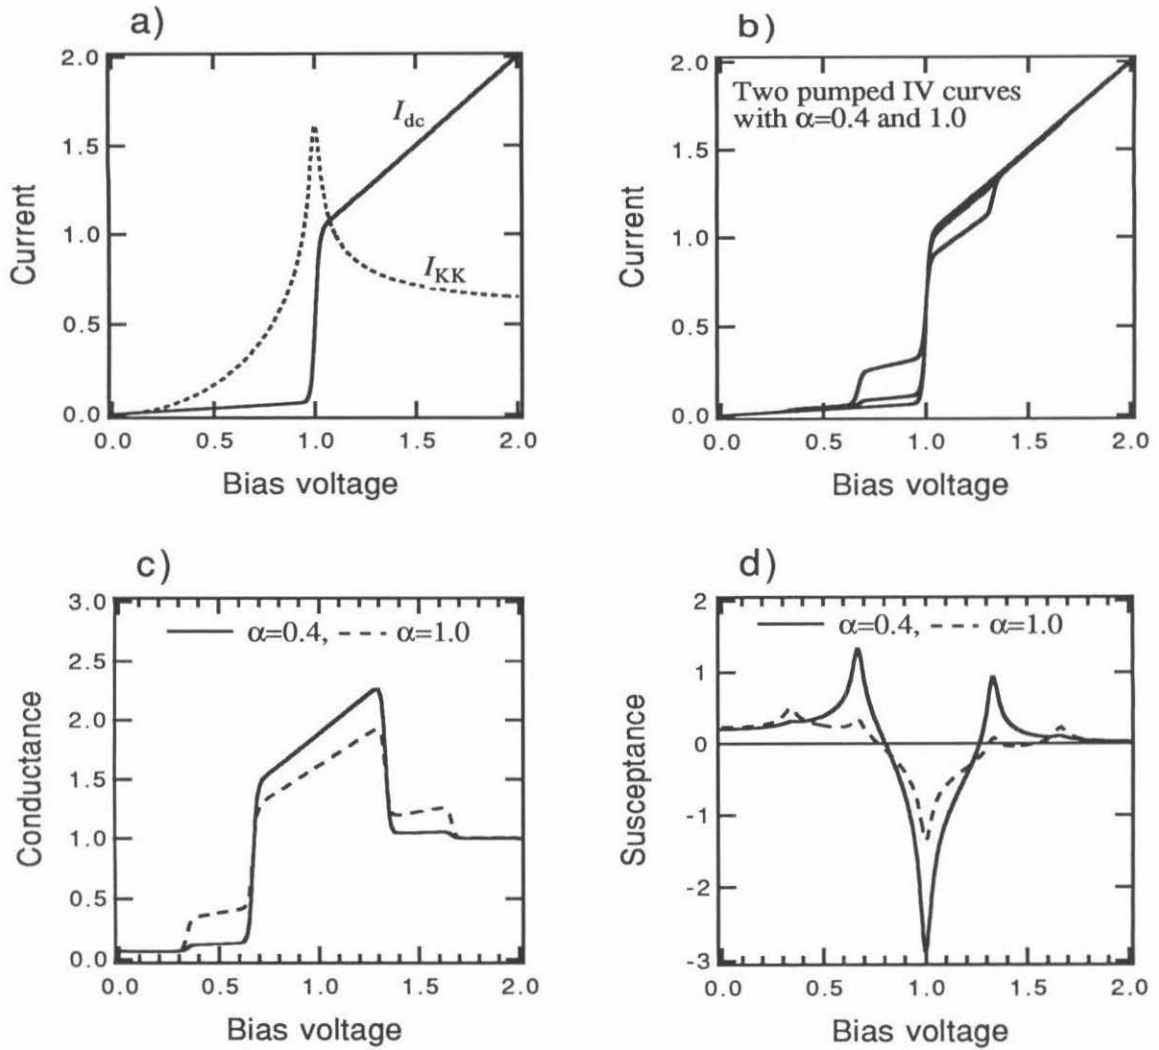 a)
2.0
1.5
1.0
0.5
0.0
Current
I_dc
I_KK
0.0 0.5 1.0 1.5 2.0
Bias voltage
b)
Two pumped IV curves
with α=0.4 and 1.0
2.0
1.5
1.0
0.5
0.0
Current
0.0 0.5 1.0 1.5 2.0
Bias voltage
c)
α=0.4, α=1.0
3.0
2.5
2.0
1.5
1.0
0.5
0.0
Conductance
0.0 0.5 1.0 1.5 2.0
Bias voltage
d)
α=0.4, α=1.0
2
1
0
-1
-2
-3
Susceptance
0.0 0.5 1.0 1.5 2.0
Bias voltage